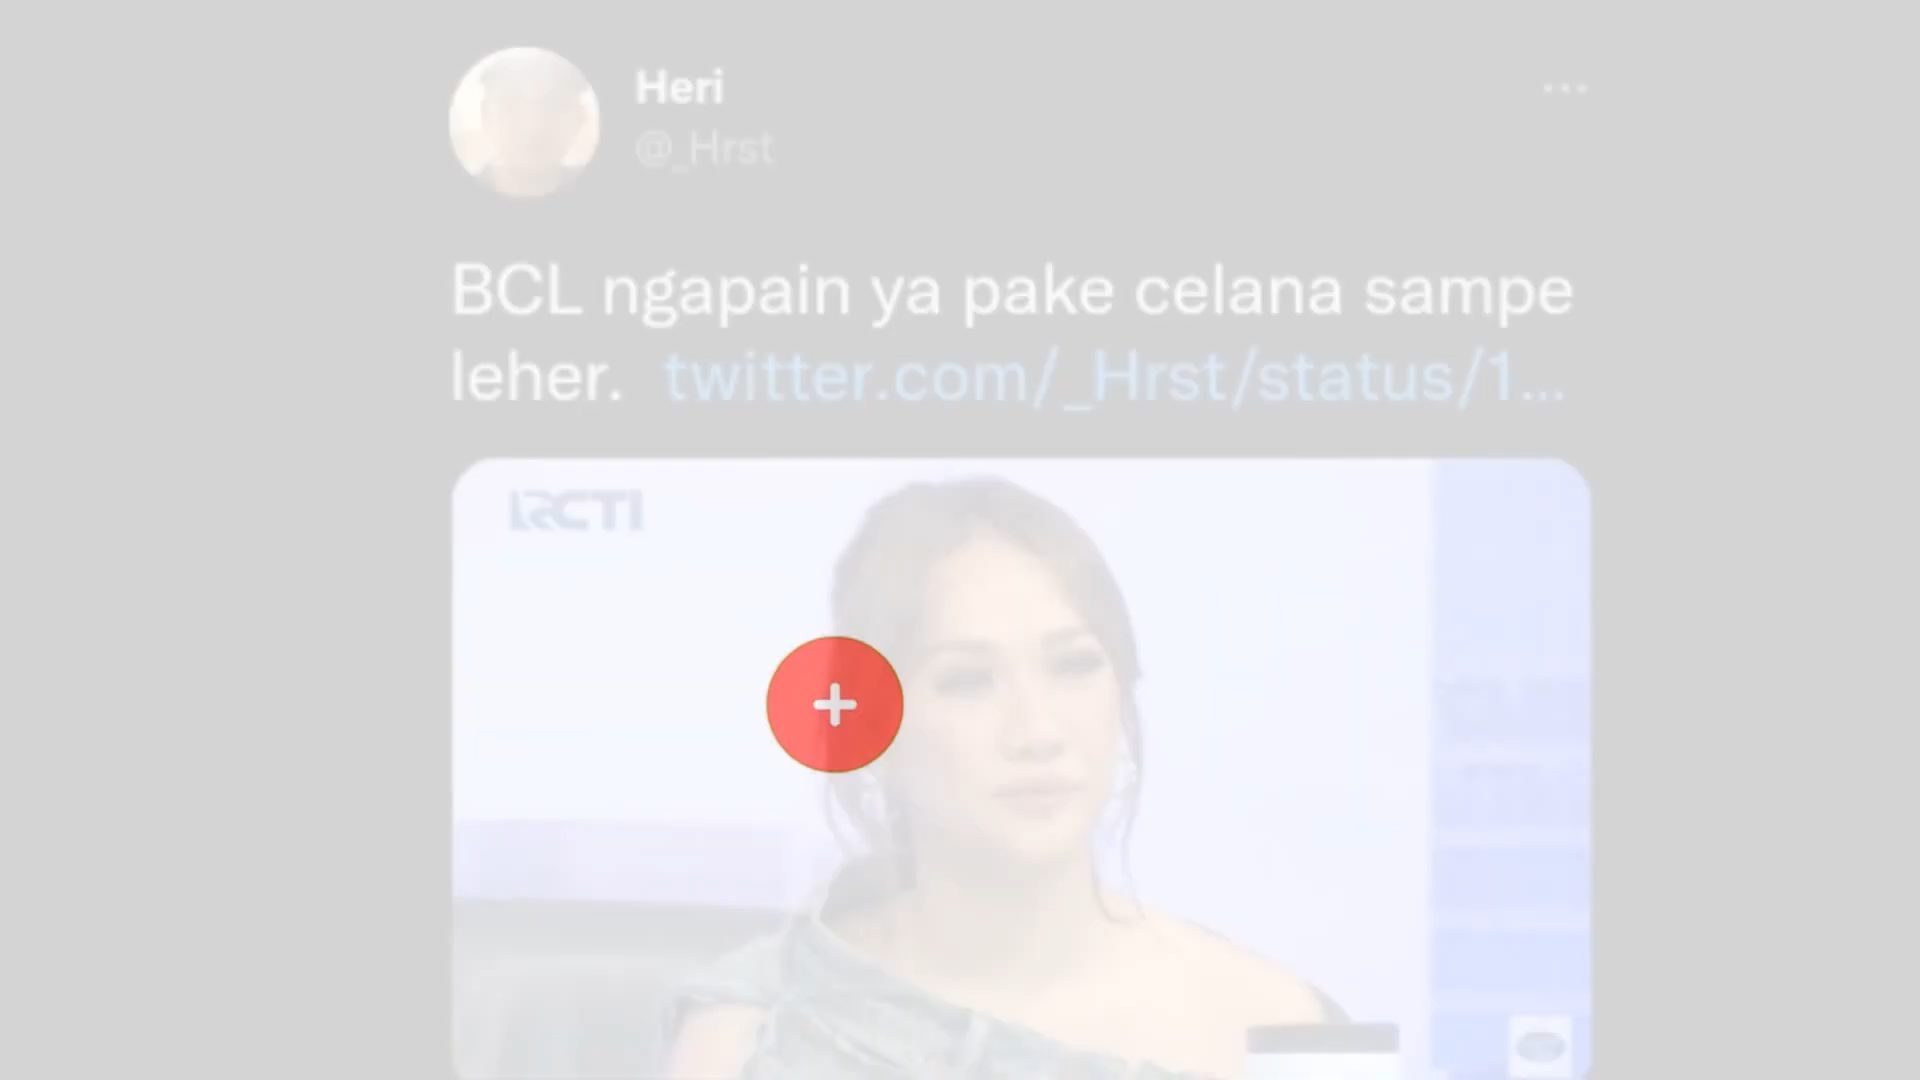 Heri
@_Hrst
BCL ngapain ya pake celana sampe
leher. twitter.com/_Hrst/status/1...
RCTI